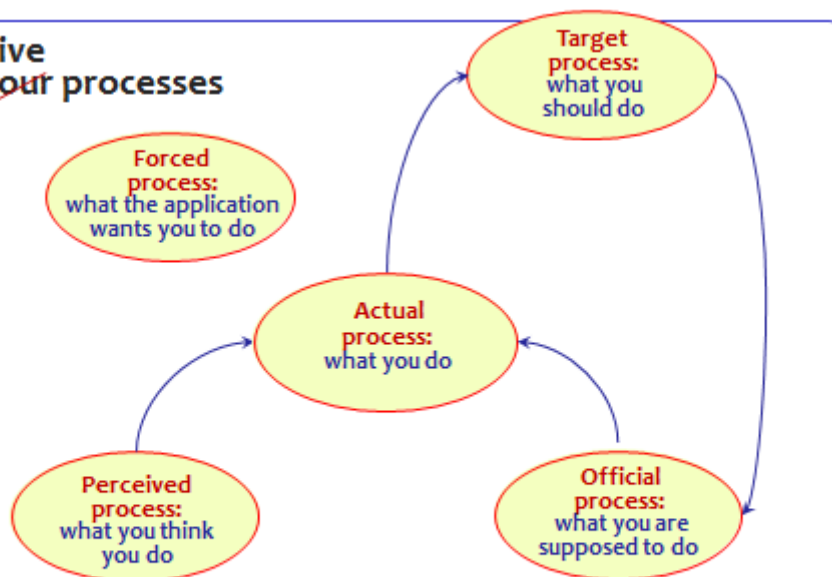 ive
our processes
Target
process:
what you
should do
Forced
process:
what the application
wants you to do
Actual
process:
what you do
Perceived
process:
what you think
you do
Official
process:
what you are
supposed to do